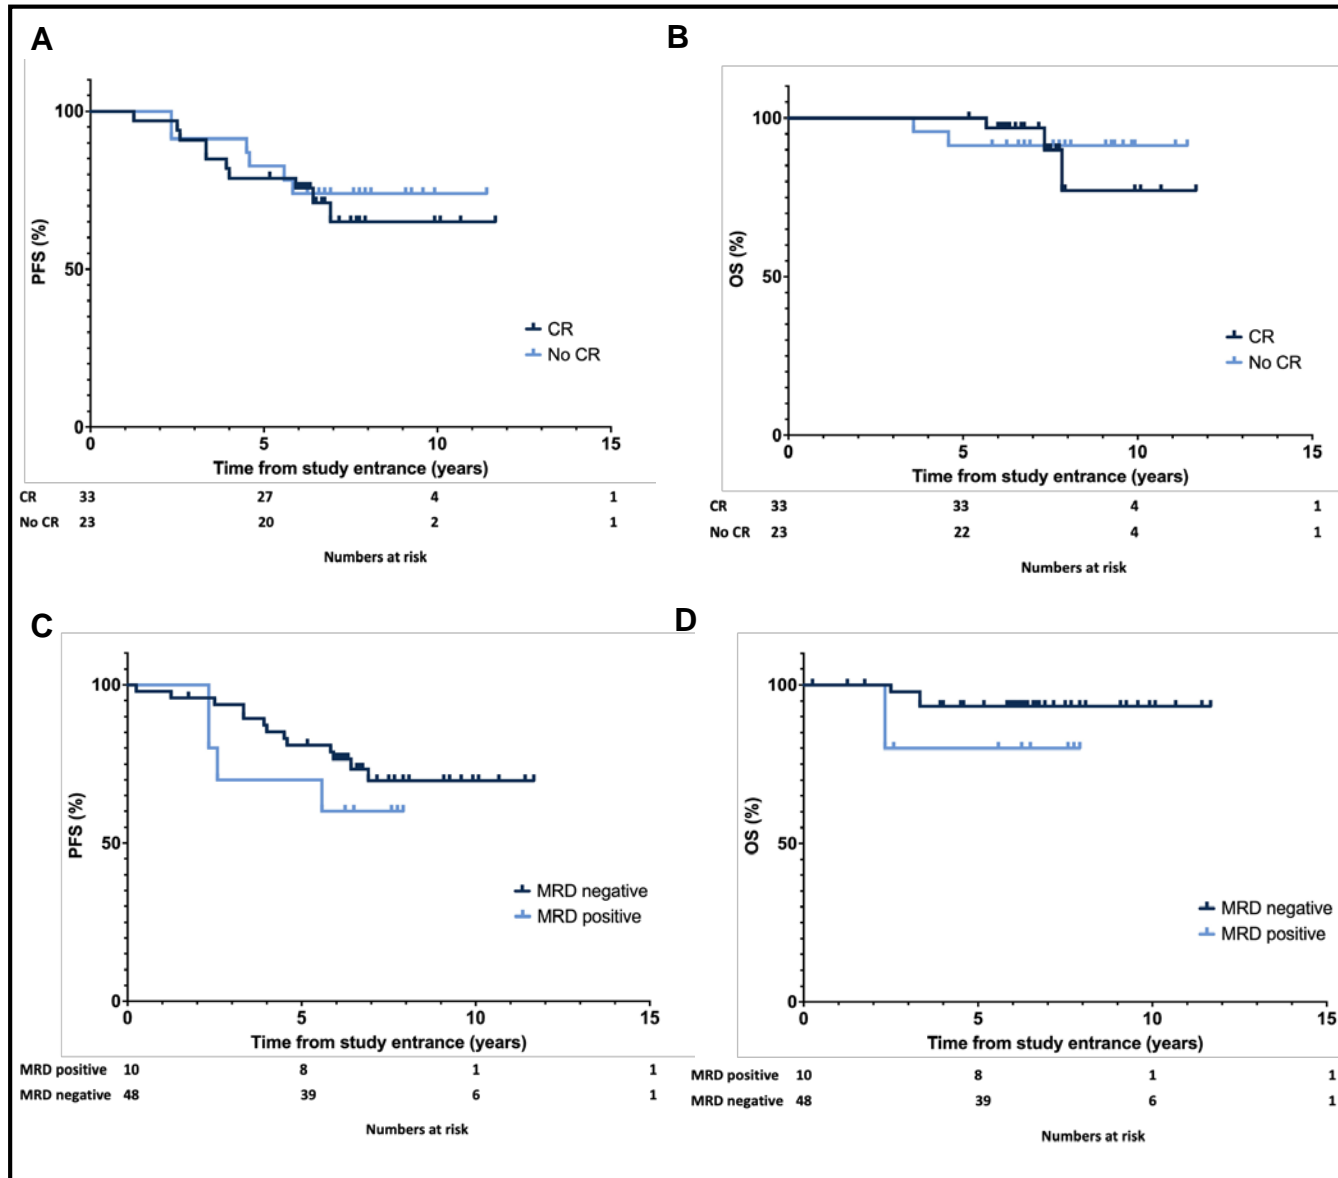 A
PFS (%)
100
50
0
0 5 10 15
Time from study entrance (years)
CR
No CR
CR 33 27 4 1
No CR 23 20 2 1
Numbers at risk
B
OS (%)
100
50
0
0 5 10 15
Time from study entrance (years)
CR
No CR
CR 33 33 4 1
No CR 23 22 4 1
Numbers at risk
C
PFS (%)
100
50
0
0 5 10 15
Time from study entrance (years)
MRD negative
MRD positive
MRD positive 10 8 1 1
MRD negative 48 39 6 1
Numbers at risk
D
OS (%)
100
50
0
0 5 10 15
Time from study entrance (years)
MRD negative
MRD positive
MRD positive 10 8 1 1
MRD negative 48 39 6 1
Numbers at risk